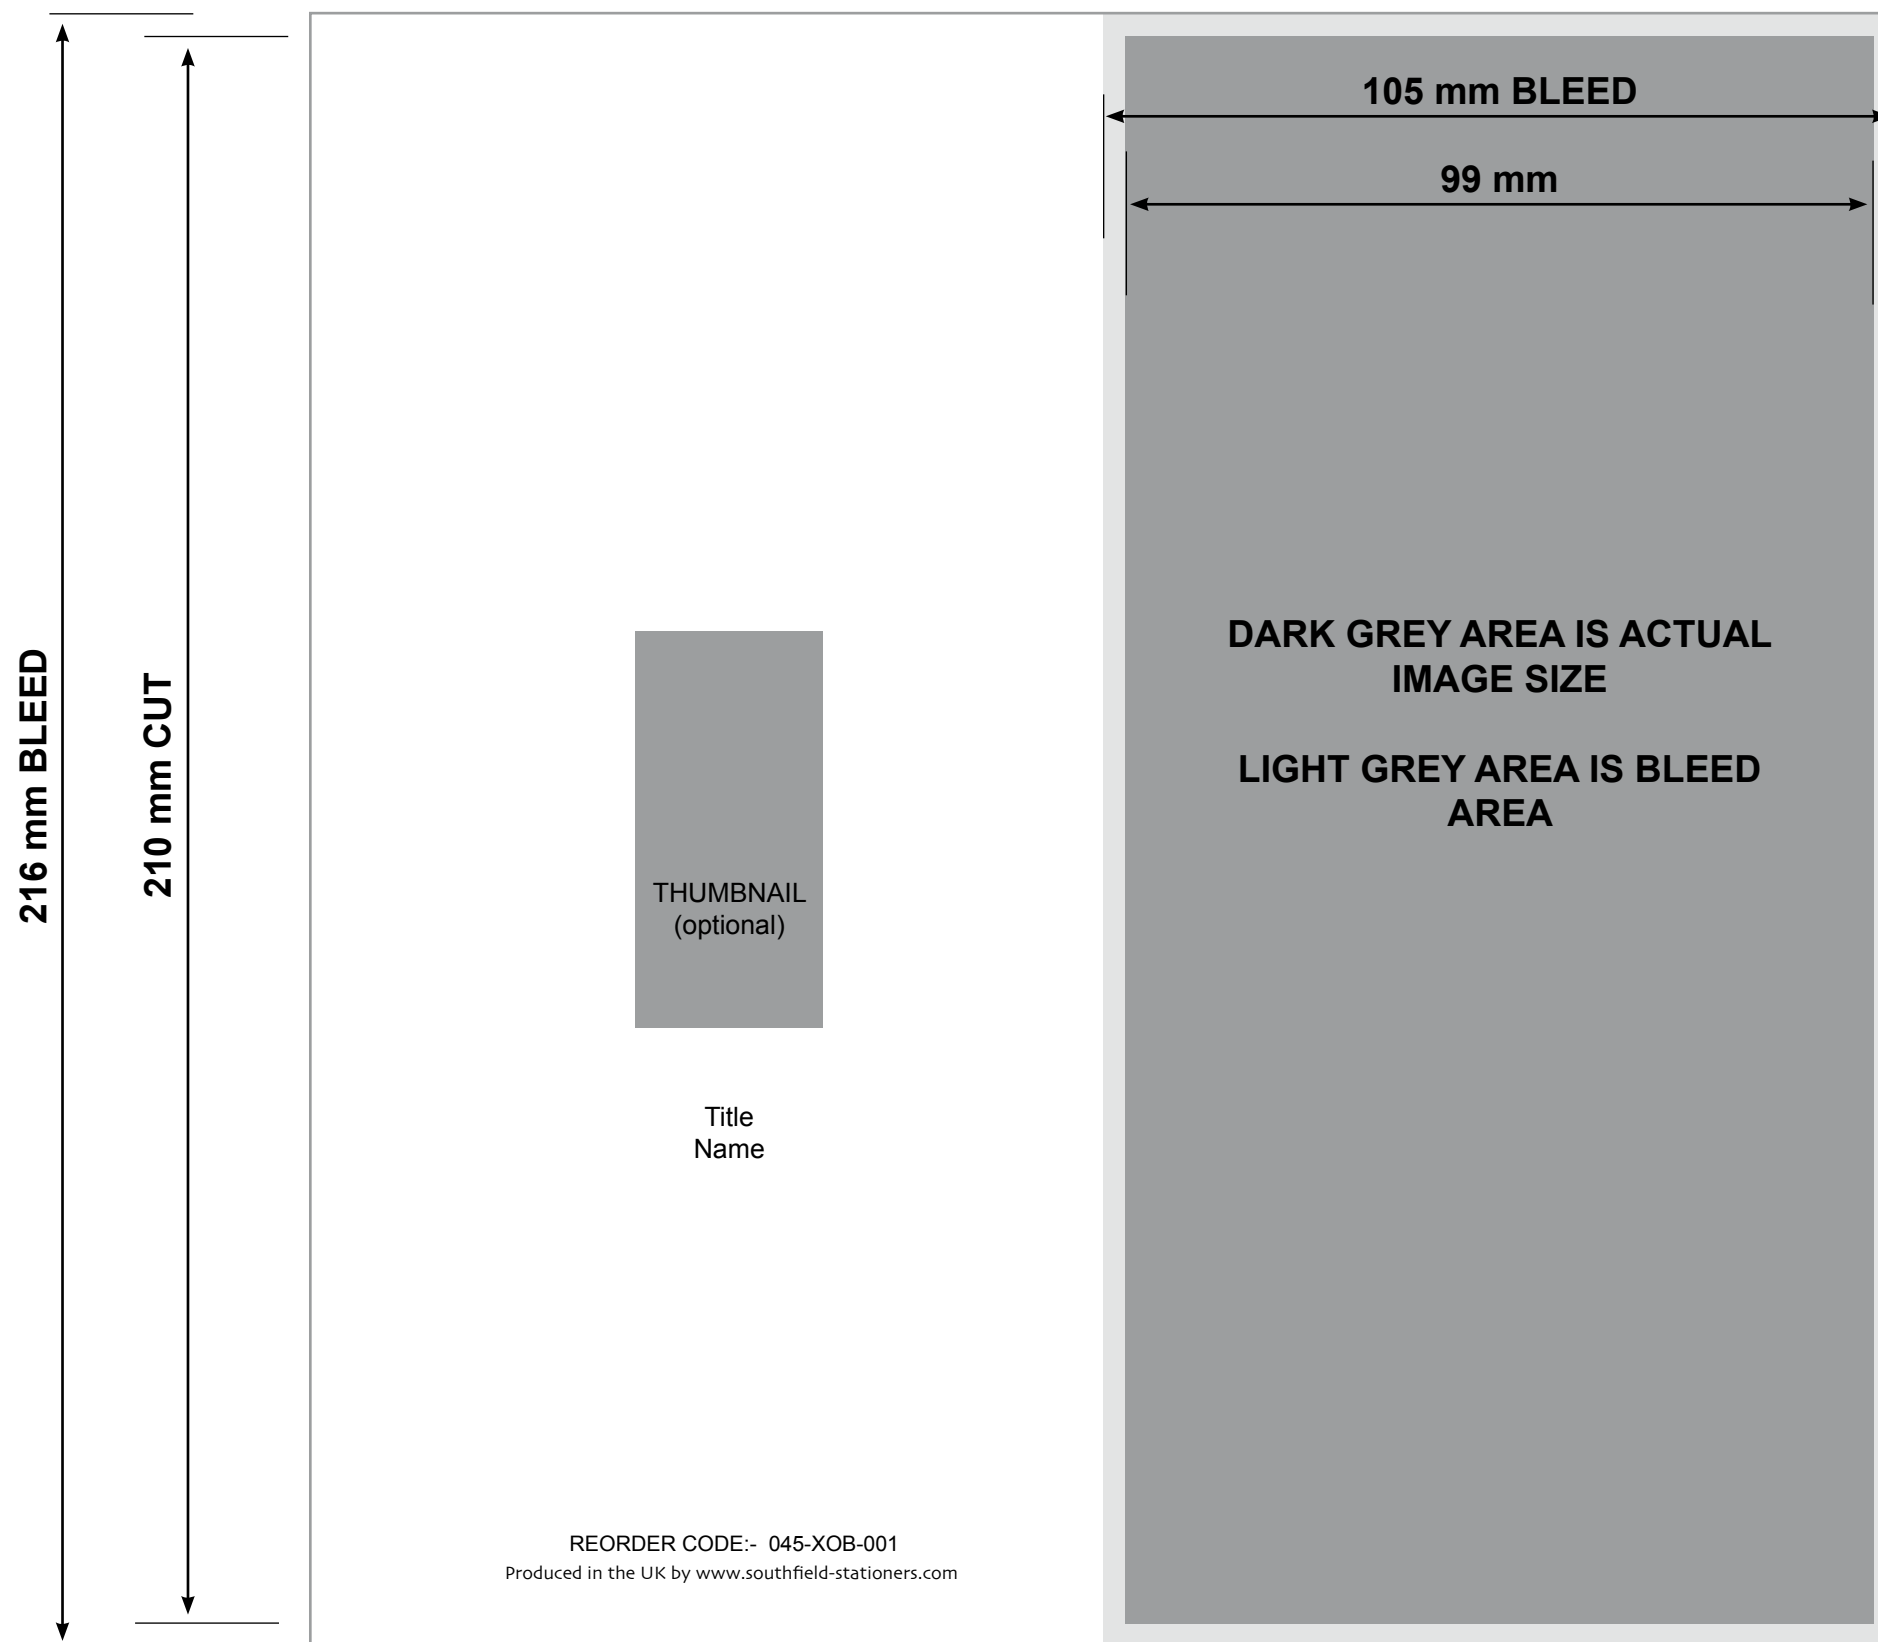 216 mm BLEED
210 mm CUT
105 mm BLEED
99 mm
DARK GREY AREA IS ACTUAL
IMAGE SIZE
LIGHT GREY AREA IS BLEED
AREA
THUMBNAIL
(optional)
Title
Name
REORDER CODE:- 045-XOB-001
Produced in the UK by www.southfield-stationers.com